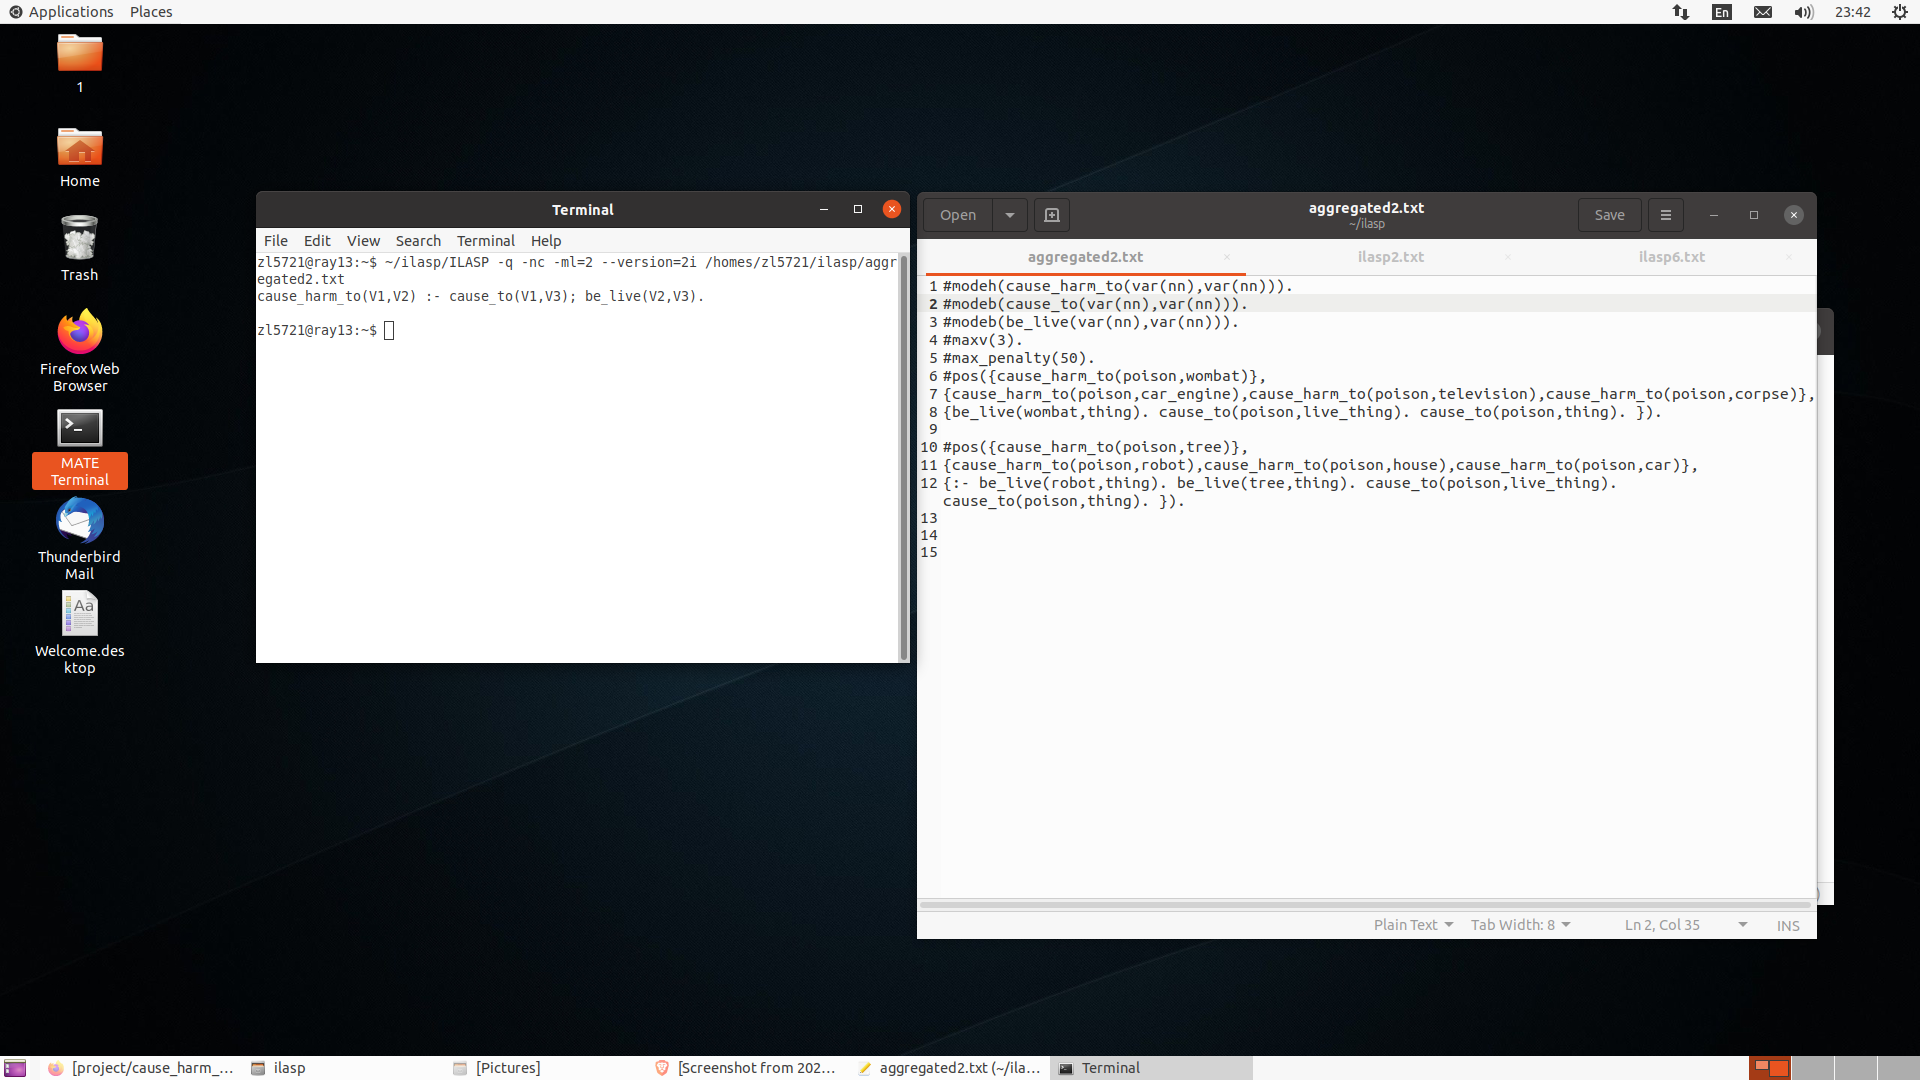 Applications Places
En 23:42
1
Home
Trash
Firefox Web
Browser
MATE
Terminal
Thunderbird
Mail
Aa
Welcome.des
ktop
Terminal
File Edit View Search Terminal Help
zl5721@ray13:~$ ~/ilasp/ILASP -q -nc -ml=2 --version=2i /homes/zl5721/ilasp/aggr
egated2.txt
cause_harm_to(V1,V2) :- cause_to(V1,V3); be_live(V2,V3).
zl5721@ray13:~$
Open aggregated2.txt Save
~/ilasp
aggregated2.txt ilasp2.txt ilasp6.txt
1 #modeh(cause_harm_to(var(nn),var(nn))).
2 #modeb(cause_to(var(nn),var(nn))).
3 #modeb(be_live(var(nn),var(nn))).
4 #maxv(3).
5 #max_penalty(50).
6 #pos({cause_harm_to(poison,wombat)},
7 {cause_harm_to(poison,car_engine),cause_harm_to(poison,television),cause_harm_to(poison,corpse)},
8 {be_live(wombat,thing). cause_to(poison,live_thing). cause_to(poison,thing). }).
9
10 #pos({cause_harm_to(poison,tree)},
11 {cause_harm_to(poison,robot),cause_harm_to(poison,house),cause_harm_to(poison,car)},
12 {:- be_live(robot,thing). be_live(tree,thing). cause_to(poison,live_thing).
cause_to(poison,thing). }).
13
14
15
Plain Text Tab Width: 8 Ln 2, Col 35 INS
[project/cause_harm_... ilasp [Pictures] [Screenshot from 202... aggregated2.txt (~/ila... Terminal